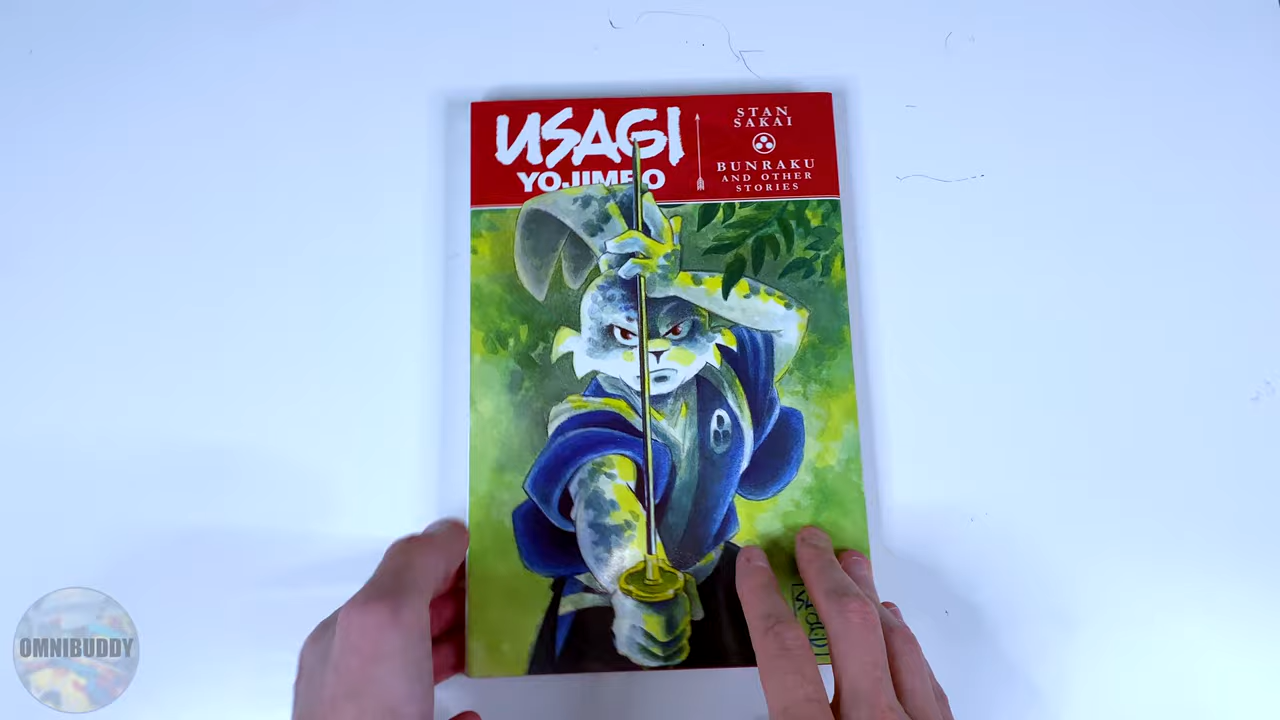 USAGI
YOJIMBO
STAN
SAKAI
BUNRAKU
AND OTHER
STORIES
OMNIBUDDY